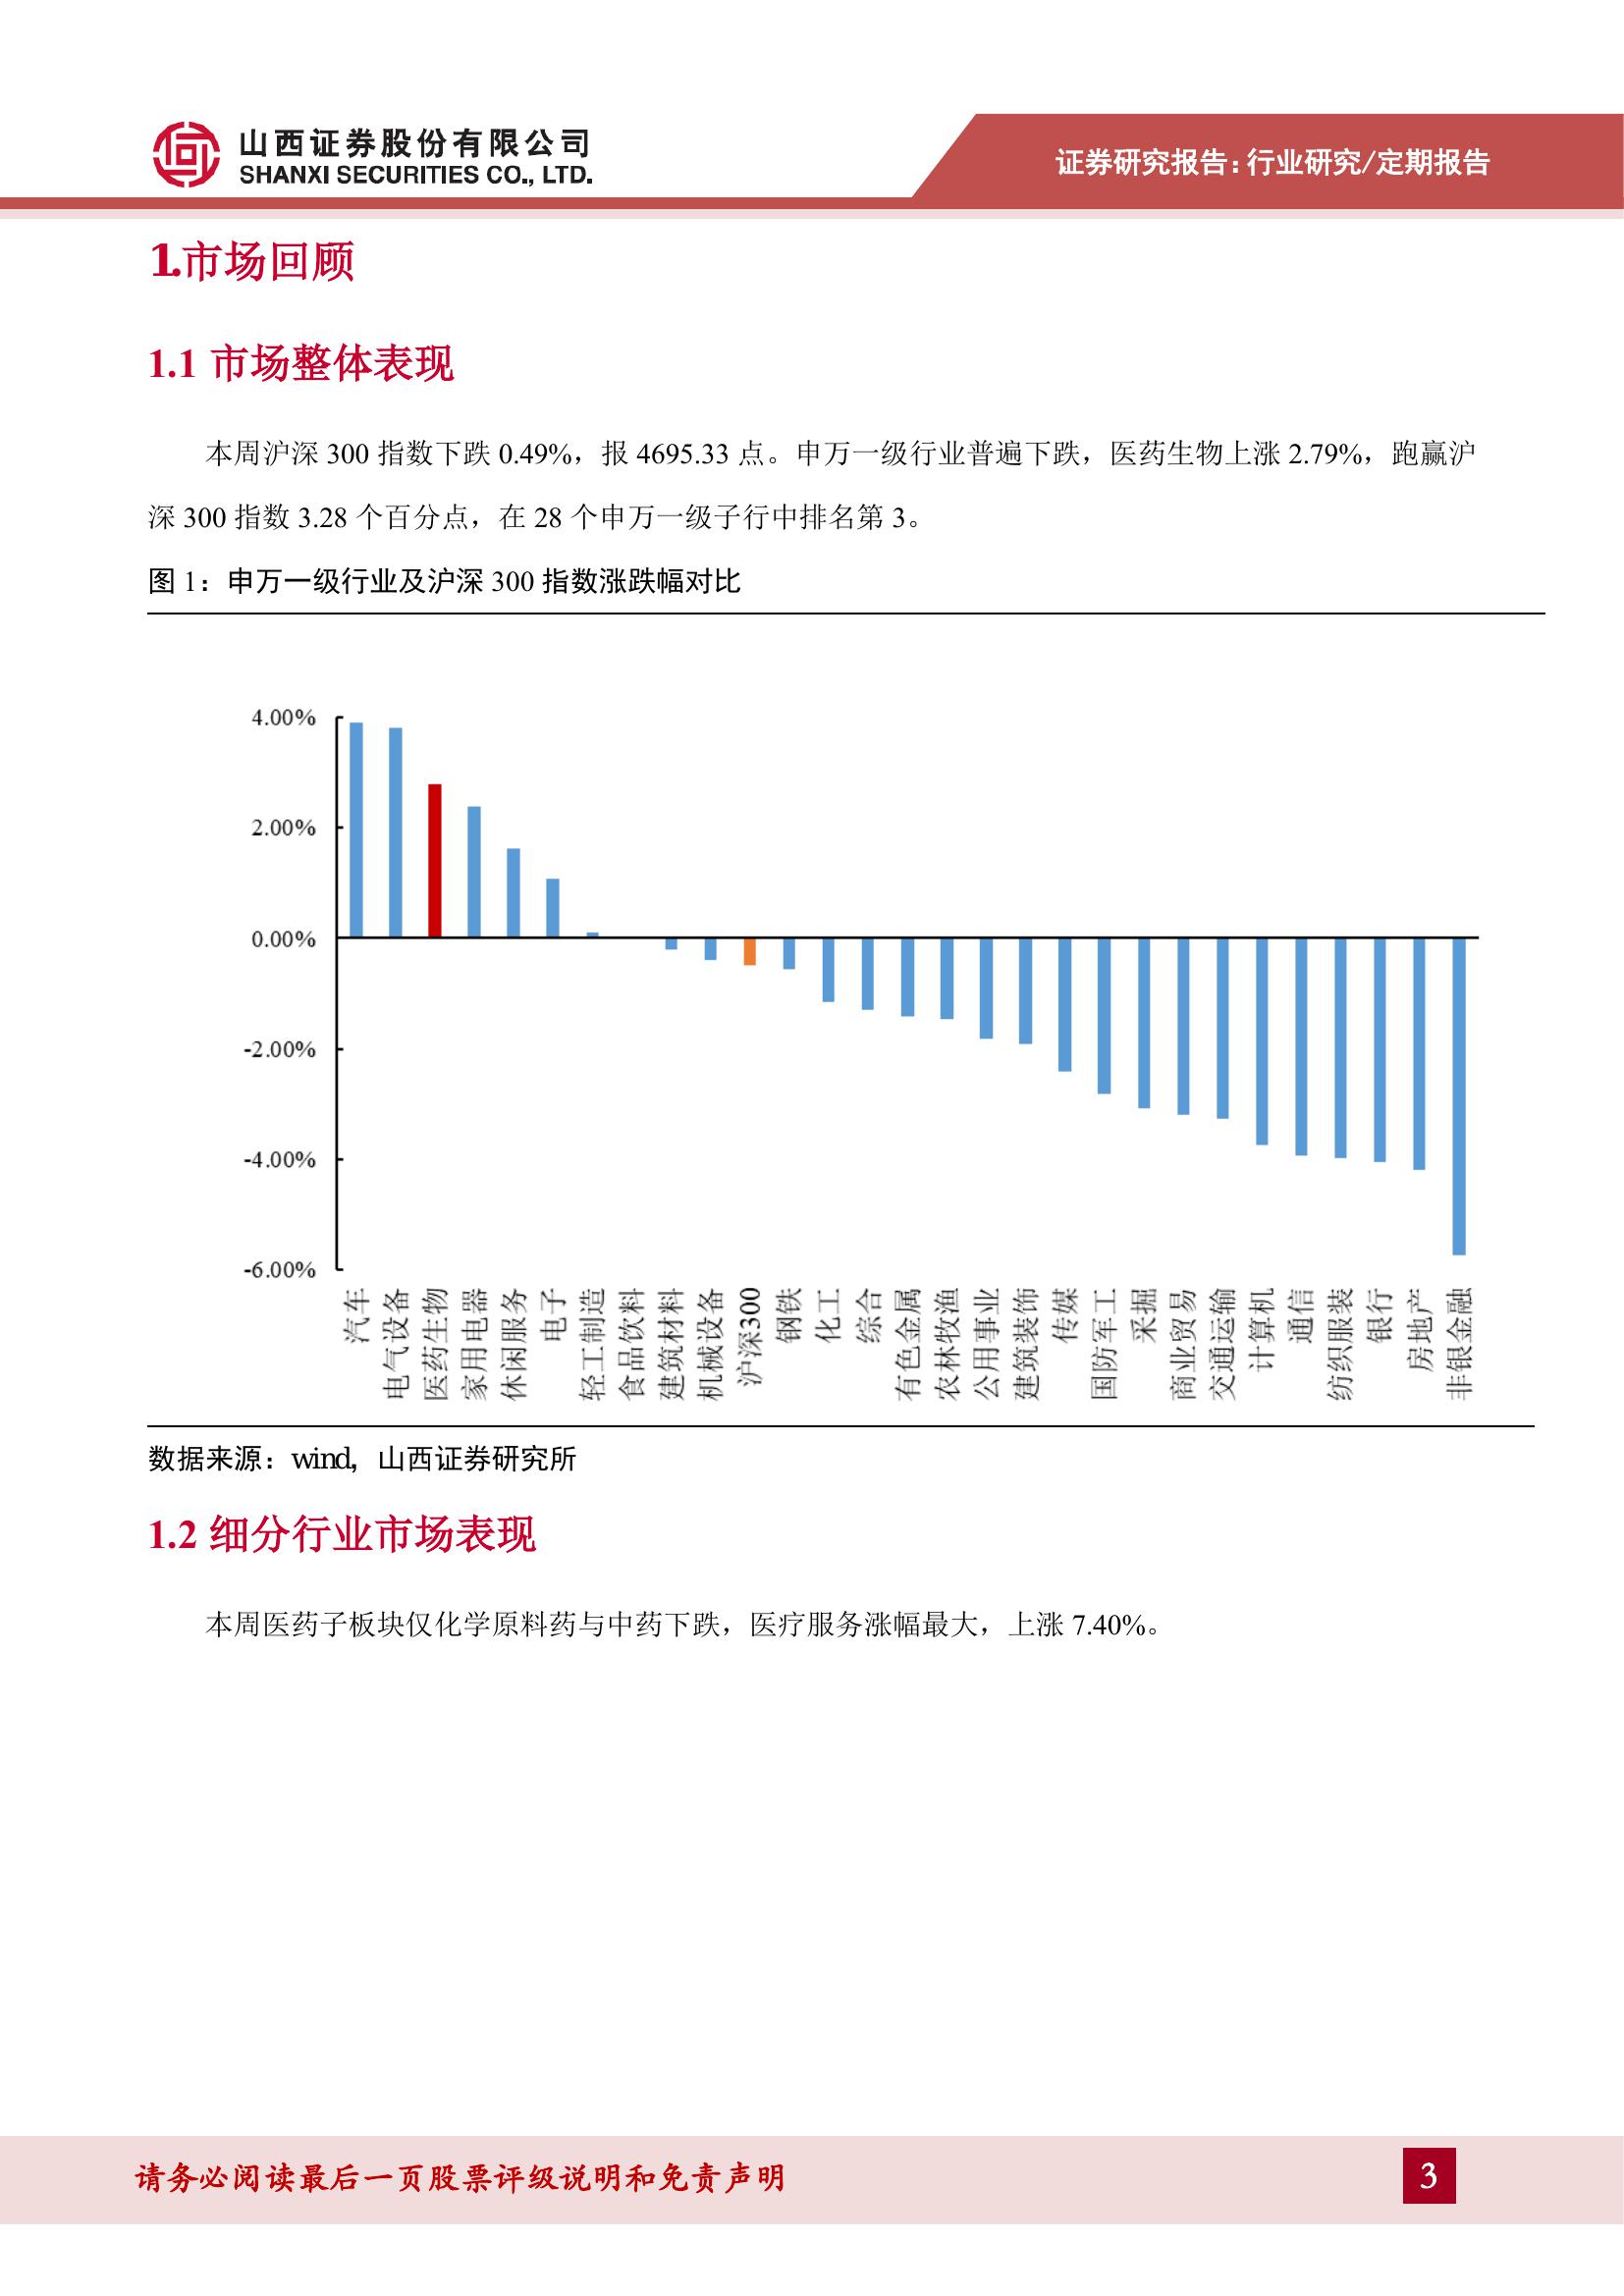 山西证券股份有限公司
SHANXI SECURITIES CO., LTD.
证券研究报告:行业研究/定期报告
1.市场回顾
1.1 市场整体表现
本周沪深 300 指数下跌 0.49%，报 4695.33 点。申万一级行业普遍下跌，医药生物上涨 2.79%，跑赢沪
深 300 指数 3.28 个百分点，在 28 个申万一级子行中排名第 3。
图 1：申万一级行业及沪深 300 指数涨跌幅对比
4.00%
2.00%
0.00%
-2.00%
-4.00%
-6.00%
汽车
电气设备
医药生物
家用电器
休闲服务
电子
轻工制造
食品饮料
建筑材料
机械设备
沪深300
钢铁
化工
综合
有色金属
农林牧渔
公用事业
建筑装饰
传媒
国防军工
采掘
商业贸易
交通运输
计算机
通信
纺织服装
银行
房地产
非银金融
数据来源：wind，山西证券研究所
1.2 细分行业市场表现
本周医药子板块仅化学原料药与中药下跌，医疗服务涨幅最大，上涨 7.40%。
请务必阅读最后一页股票评级说明和免责声明
3